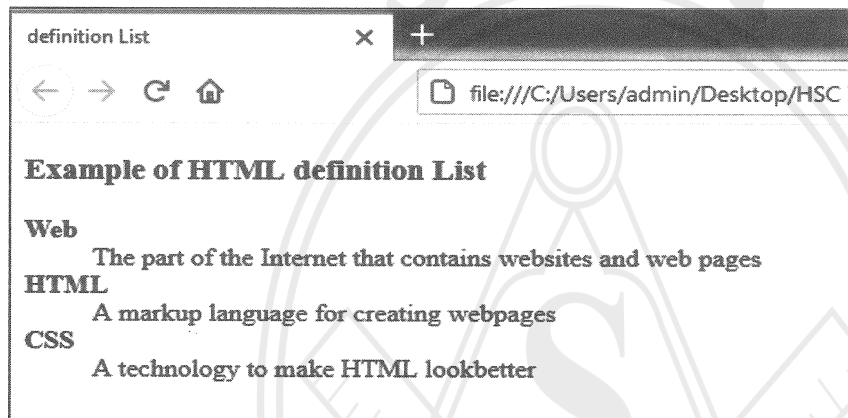 definition List
file:///C:/Users/admin/Desktop/HSC
Example of HTML definition List
Web
The part of the Internet that contains websites and web pages
HTML
A markup language for creating webpages
CSS
A technology to make HTML lookbetter